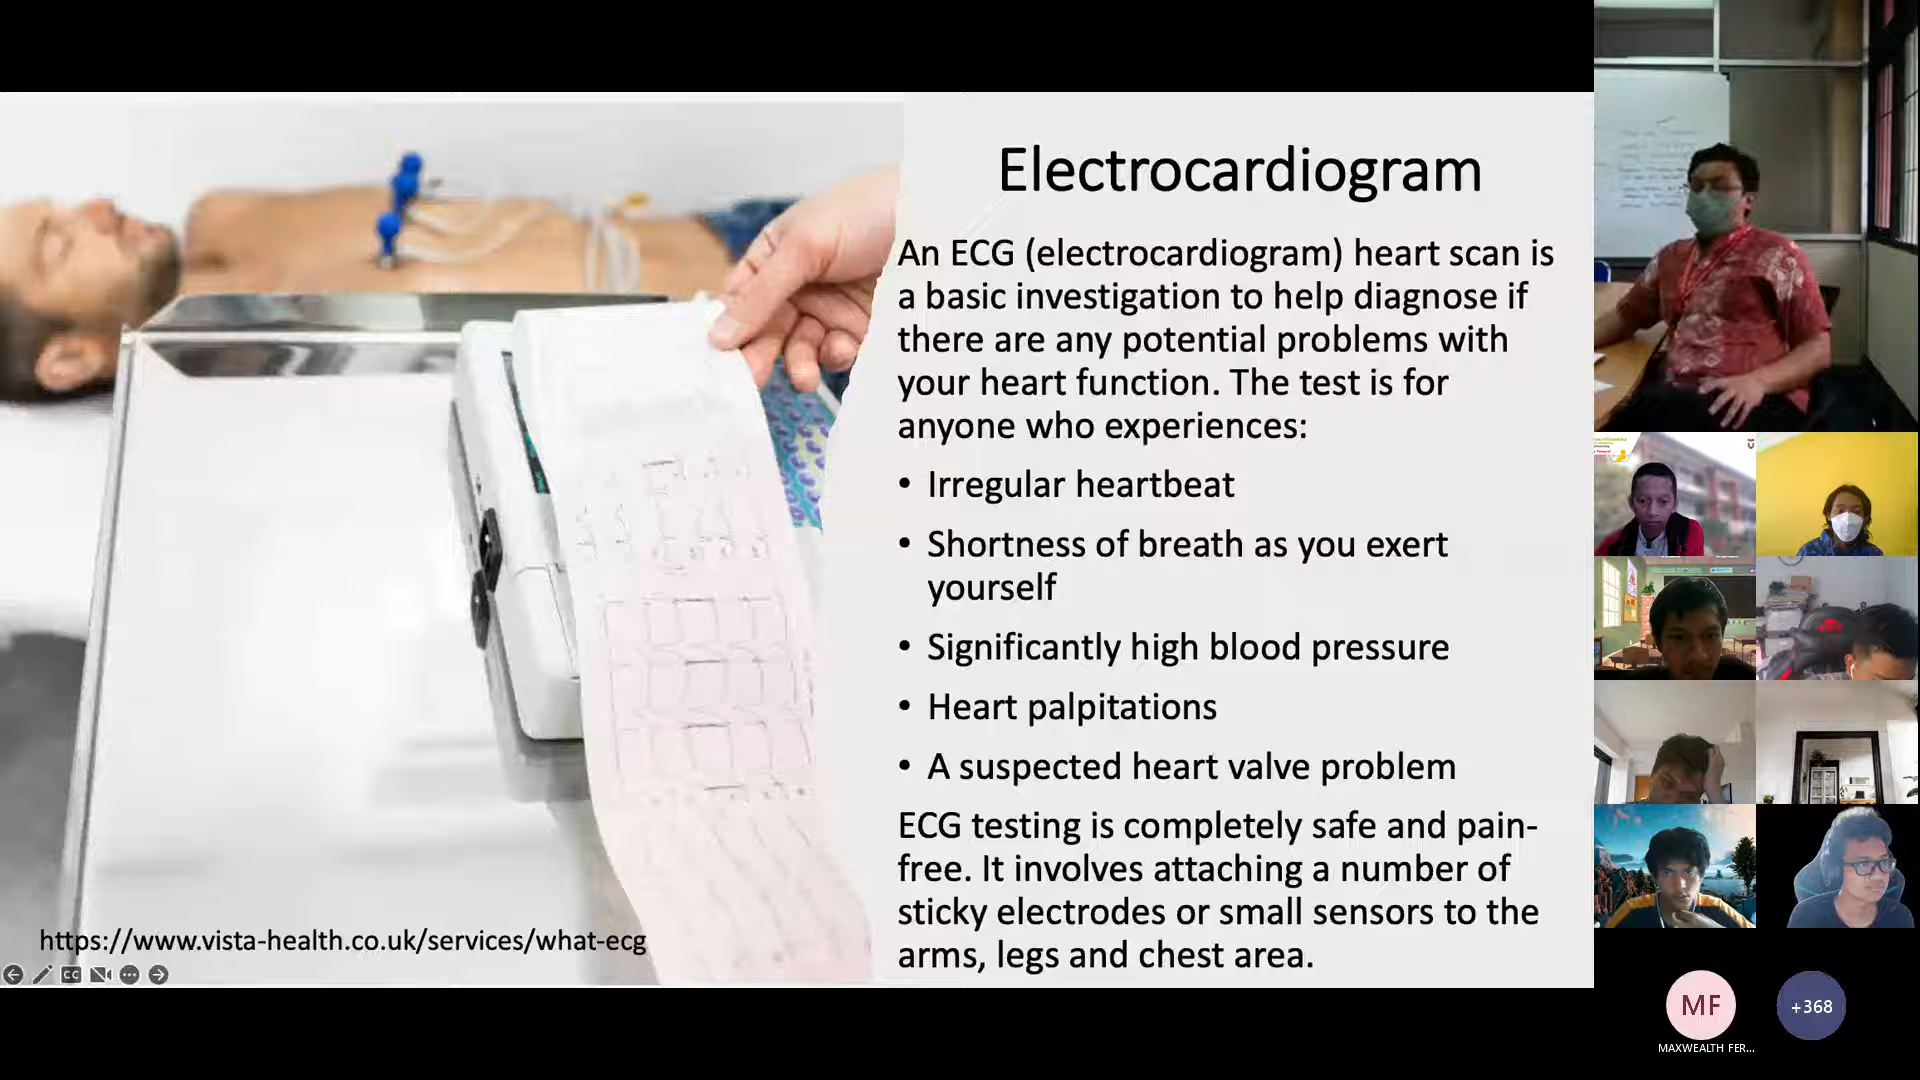 Electrocardiogram
An ECG (electrocardiogram) heart scan is
a basic investigation to help diagnose if
there are any potential problems with
your heart function. The test is for
anyone who experiences:
• Irregular heartbeat
• Shortness of breath as you exert
yourself
• Significantly high blood pressure
• Heart palpitations
• A suspected heart valve problem
ECG testing is completely safe and pain-
free. It involves attaching a number of
sticky electrodes or small sensors to the
arms, legs and chest area.
https://www.vista-health.co.uk/services/what-ecg
CC
MF
+368
MAXWEALTH FER...